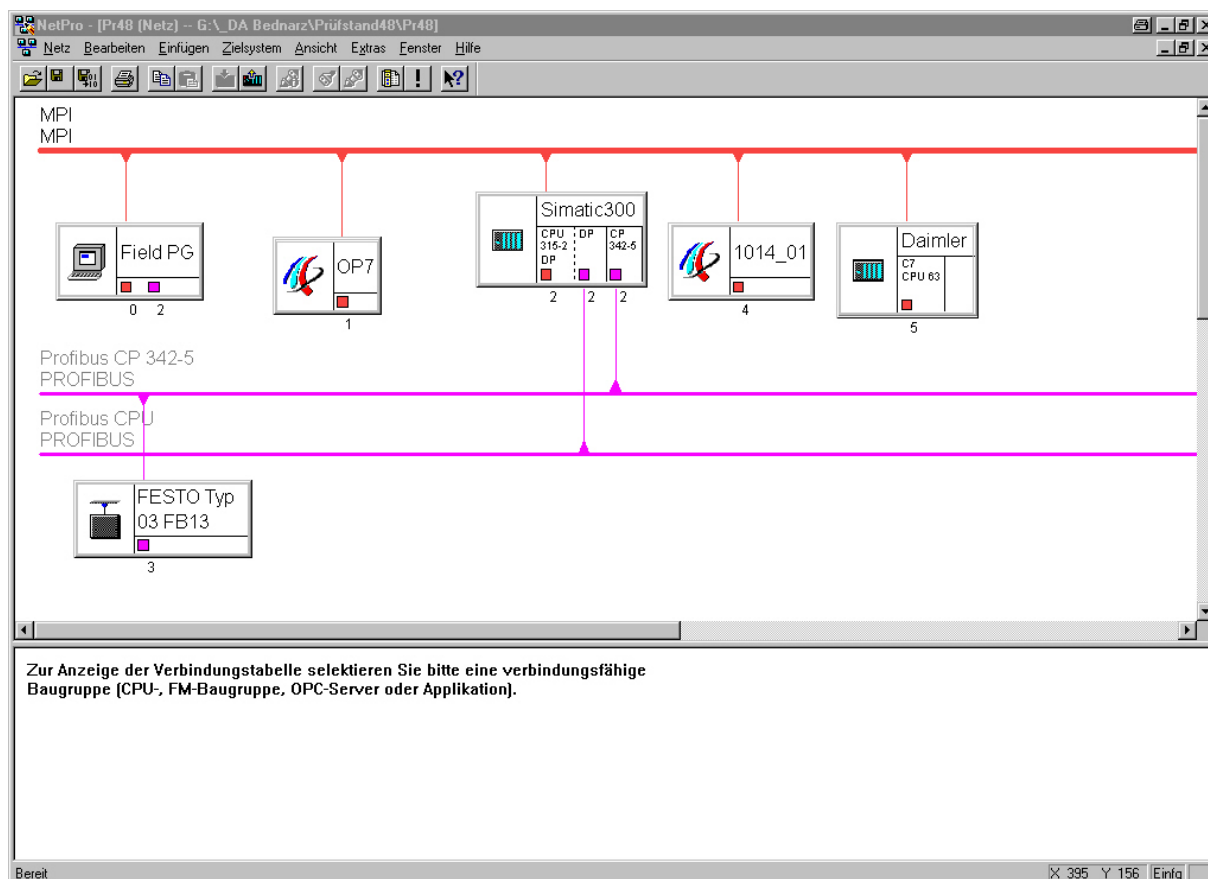 NetPro - [Pr48 (Netz) -- G:\_DA Bednarz\Prüfstand48\Pr48]
Netz Bearbeiten Einfügen Zielsystem Ansicht Extras Fenster Hilfe
MPI
MPI
Field PG
0 2
OP7
1
Simatic300
CPU 315-2 DP
DP
CP 342-5
2 2 2
1014_01
4
Daimler
C7 CPU 63
5
Profibus CP 342-5
PROFIBUS
Profibus CPU
PROFIBUS
FESTO Typ
03 FB13
3
Zur Anzeige der Verbindungstabelle selektieren Sie bitte eine verbindungsfähige
Baugruppe (CPU-, FM-Baugruppe, OPC-Server oder Applikation).
Bereit
X 395 Y 156 Einfg